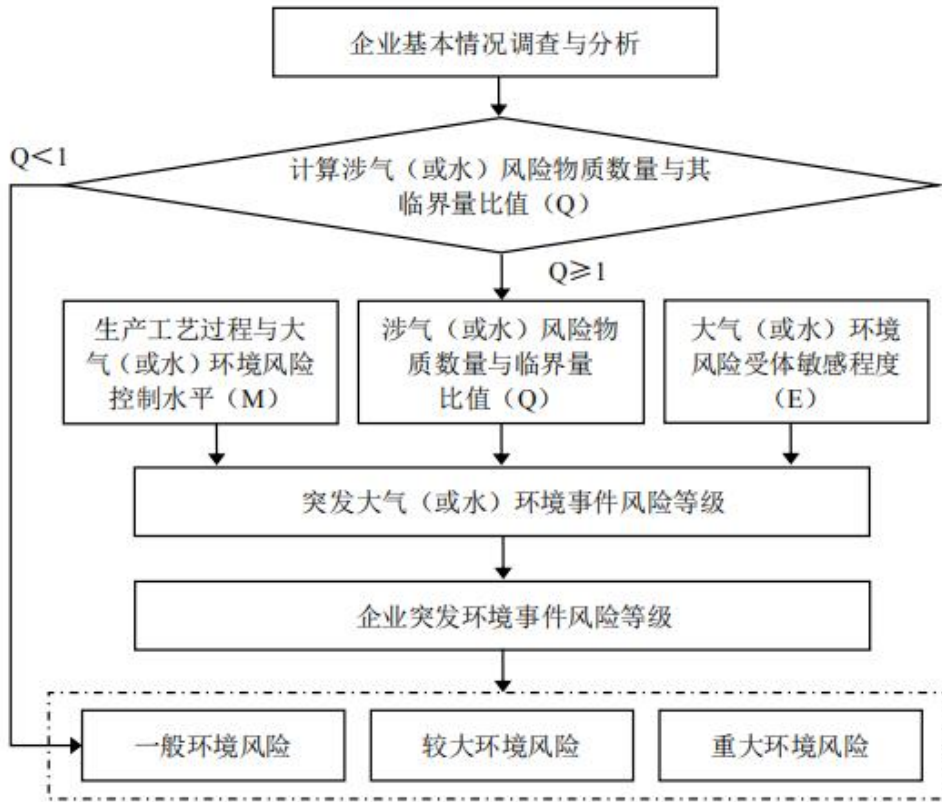 企业基本情况调查与分析
Q＜1
计算涉气（或水）风险物质数量与其
临界量比值（Q）
Q≥1
生产工艺过程与大
气（或水）环境风险
控制水平（M）
涉气（或水）风险物
质数量与临界量
比值（Q）
大气（或水）环境
风险受体敏感程度
（E）
突发大气（或水）环境事件风险等级
企业突发环境事件风险等级
一般环境风险
较大环境风险
重大环境风险